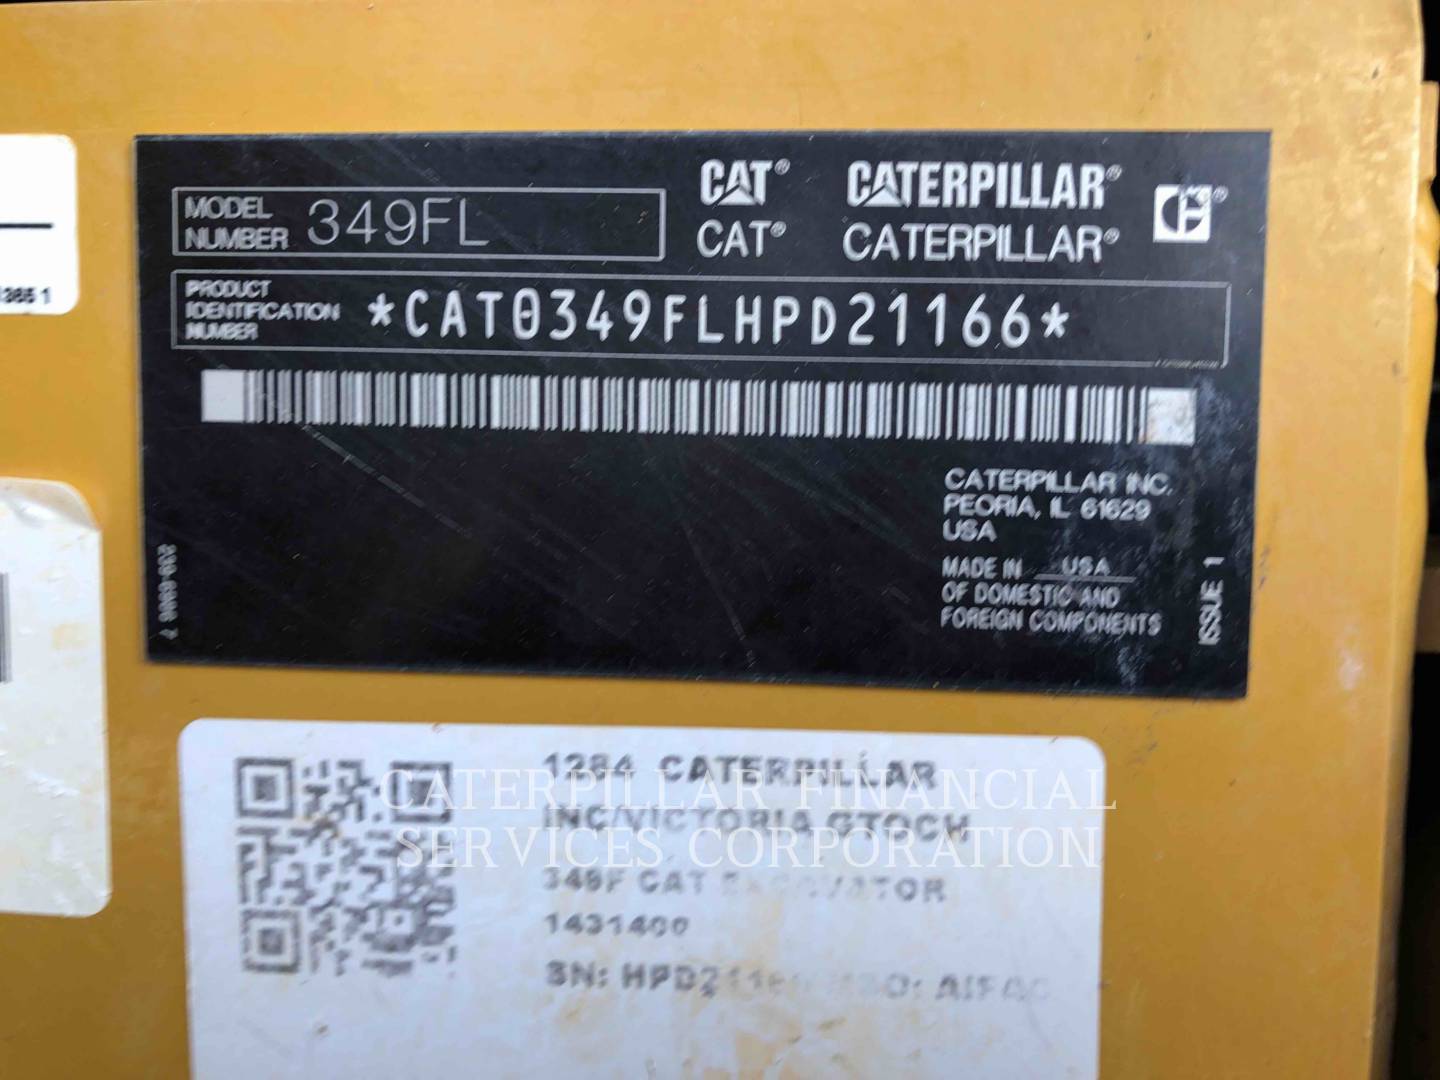 CAT® CATERPILLAR®
CAT® CATERPILLAR®
MODEL NUMBER 349FL
PRODUCT IDENTIFICATION NUMBER *CAT0349FLHPD21166*
CATERPILLAR INC.
PEORIA, IL 61629
USA
MADE IN USA
OF DOMESTIC AND
FOREIGN COMPONENTS
ISSUE 1
1284 CATERPILLAR
INC/VICTORIA
349F CAT EXCAVATOR
1431400
SN:
CATERPILLAR FINANCIAL
SERVICES CORPORATION